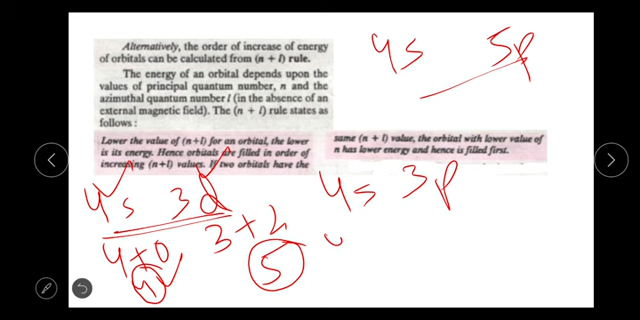 Alternatively, the order of increase of energy
of orbitals can be calculated from (n + l) rule.
The energy of an orbital depends upon the
values of principal quantum number, n and the
azimuthal quantum number l (in the absence of an
external magnetic field). The (n + l) rule states as
follows :
Lower the value of (n+l) for an orbital, the lower
is its energy. Hence orbitals are filled in order of
increasing (n+l) values. If two orbitals have the
same (n + l) value, the orbital with lower value of
n has lower energy and hence is filled first.
4s 5p
4s 3d
4+0 3+2
4 5
4s 3p